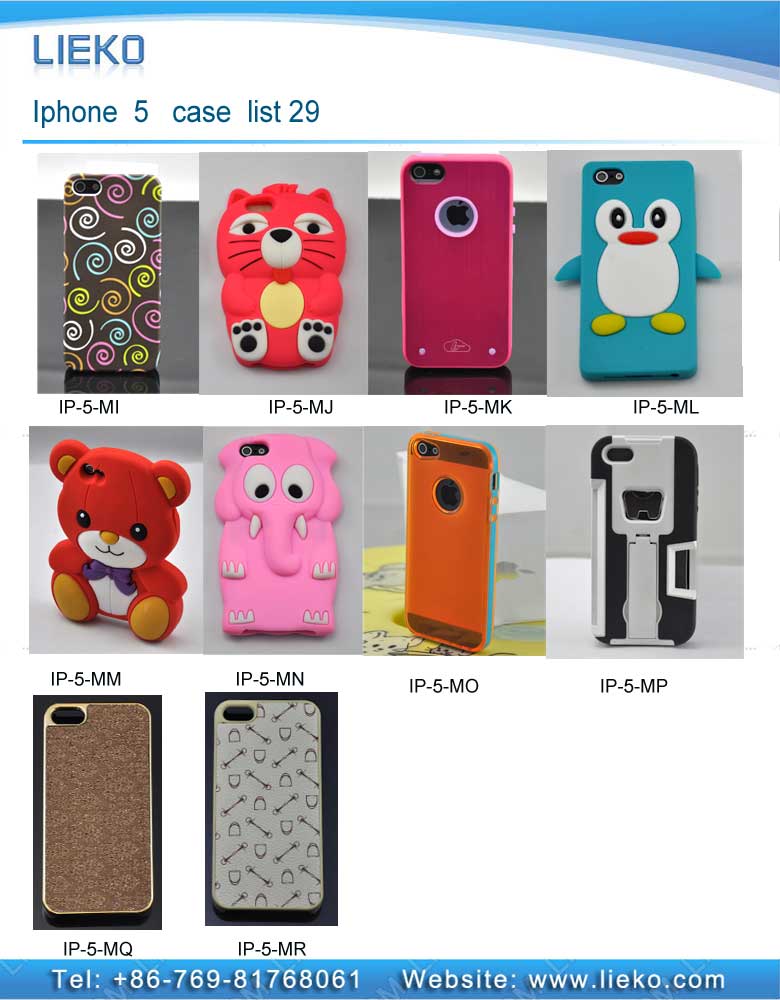 LIEKO
Iphone 5 case list 29
IP-5-MI IP-5-MJ IP-5-MK IP-5-ML
IP-5-MM IP-5-MN IP-5-MO IP-5-MP
IP-5-MQ IP-5-MR
Tel: +86-769-81768061 Website: www.lieko.com